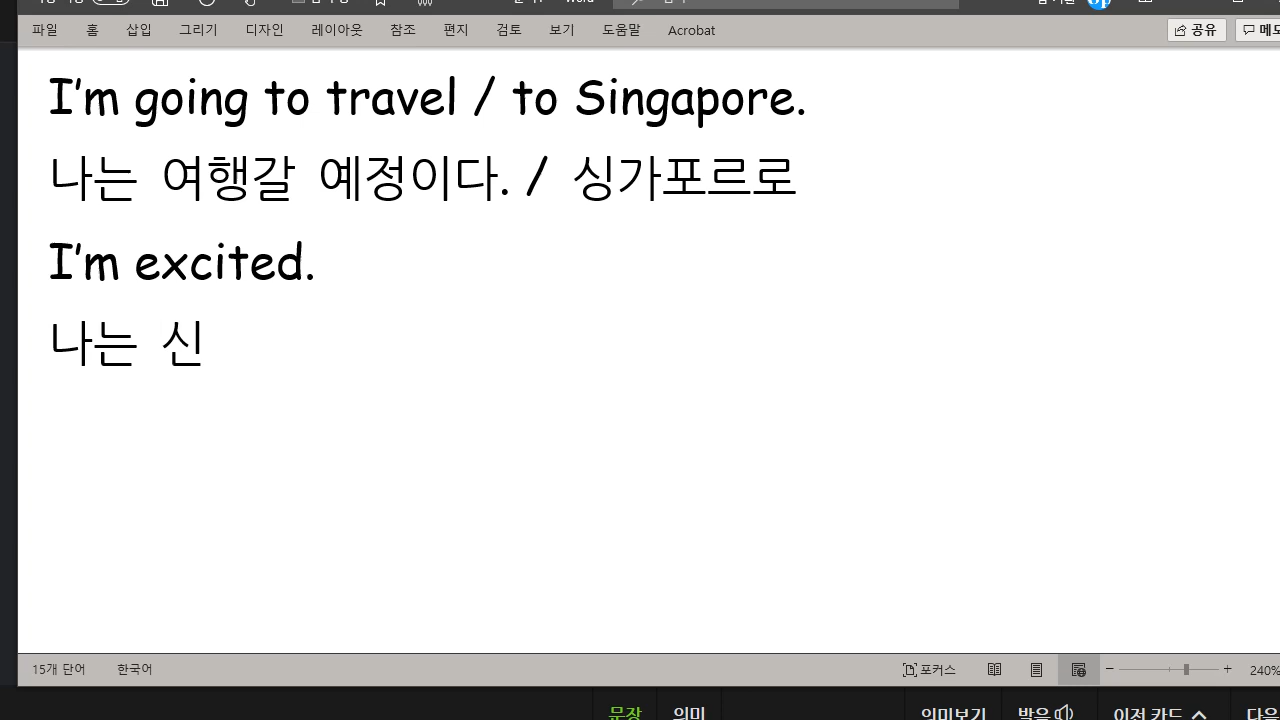 파일 홈 삽입 그리기 디자인 레이아웃 참조 편지 검토 보기 도움말 Acrobat 공유
I'm going to travel / to Singapore.
나는 여행갈 예정이다. / 싱가포르로
I'm excited.
나는 신
15개 단어 한국어 포커스 240%
문장 의미 의미보기 발음 이전 카드 다음